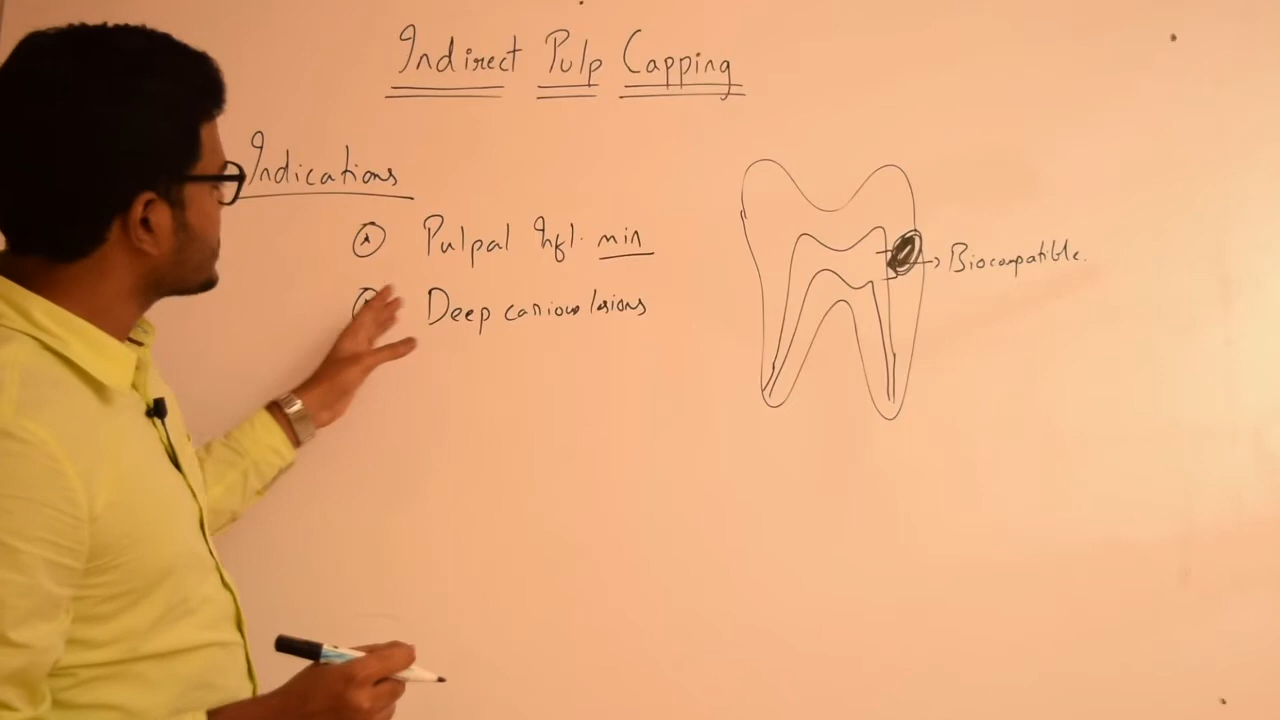 Indirect Pulp Capping
Indications
Pulpal Infl. min
Deep carious lesions
Biocompatible.